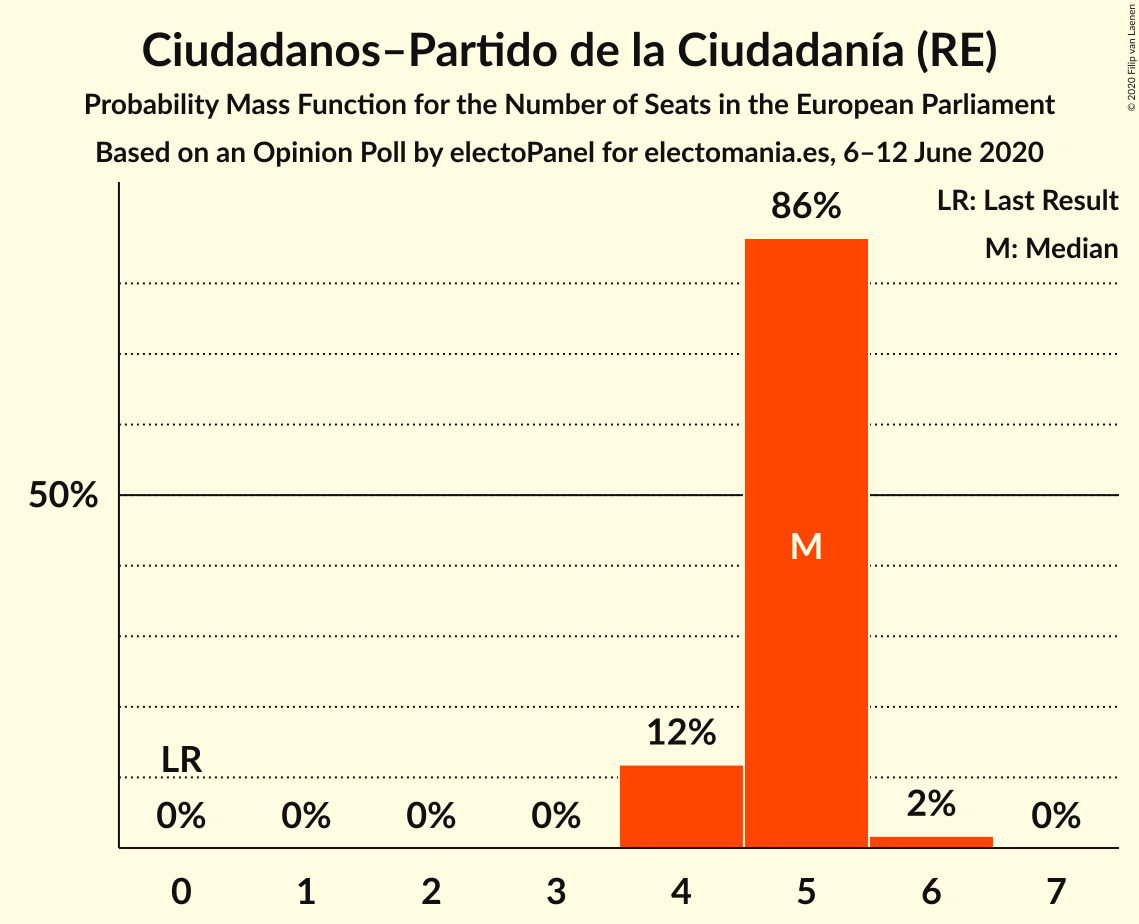 Ciudadanos–Partido de la Ciudadanía (RE)
Probability Mass Function for the Number of Seats in the European Parliament
Based on an Opinion Poll by electoPanel for electomania.es, 6–12 June 2020
© 2020 Filip van Laenen
LR: Last Result
M: Median
86%
50%
M
12%
LR
2%
0% 0% 0% 0% 0%
0 1 2 3 4 5 6 7